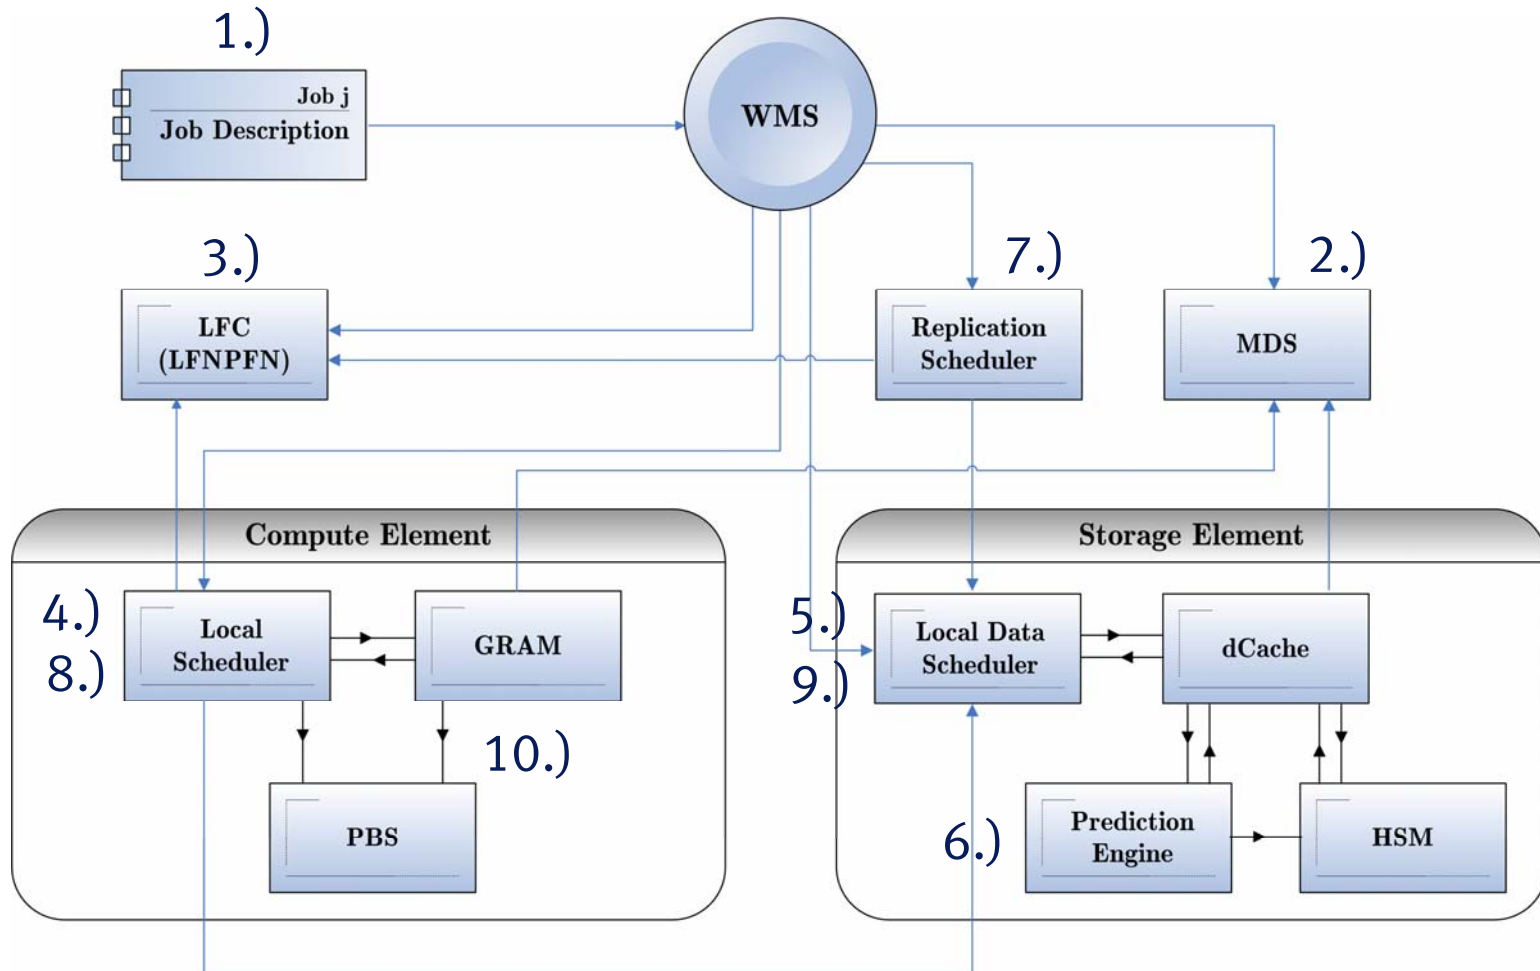 1.)
Job j
Job Description
WMS
3.)
7.)
2.)
LFC
(LFNPFN)
Replication
Scheduler
MDS
Compute Element
Storage Element
4.)
8.)
Local
Scheduler
GRAM
10.)
PBS
5.)
9.)
Local Data
Scheduler
dCache
6.)
Prediction
Engine
HSM